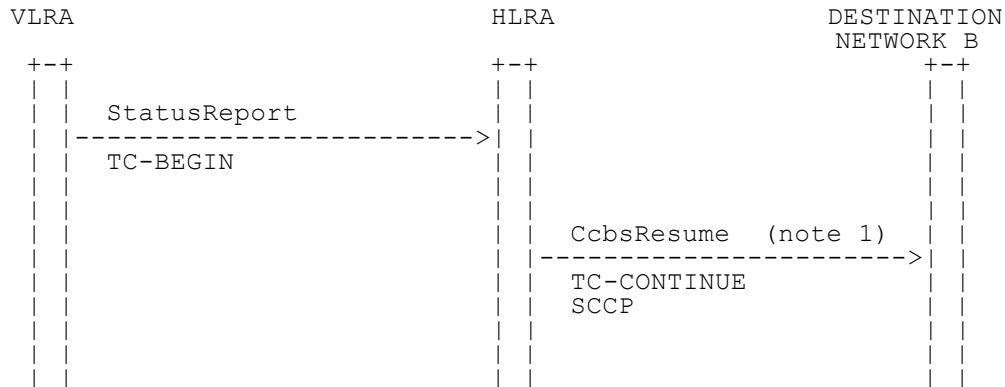 VLRA HLRA DESTINATION
NETWORK B
StatusReport
TC-BEGIN
CcbsResume (note 1)
TC-CONTINUE
SCCP